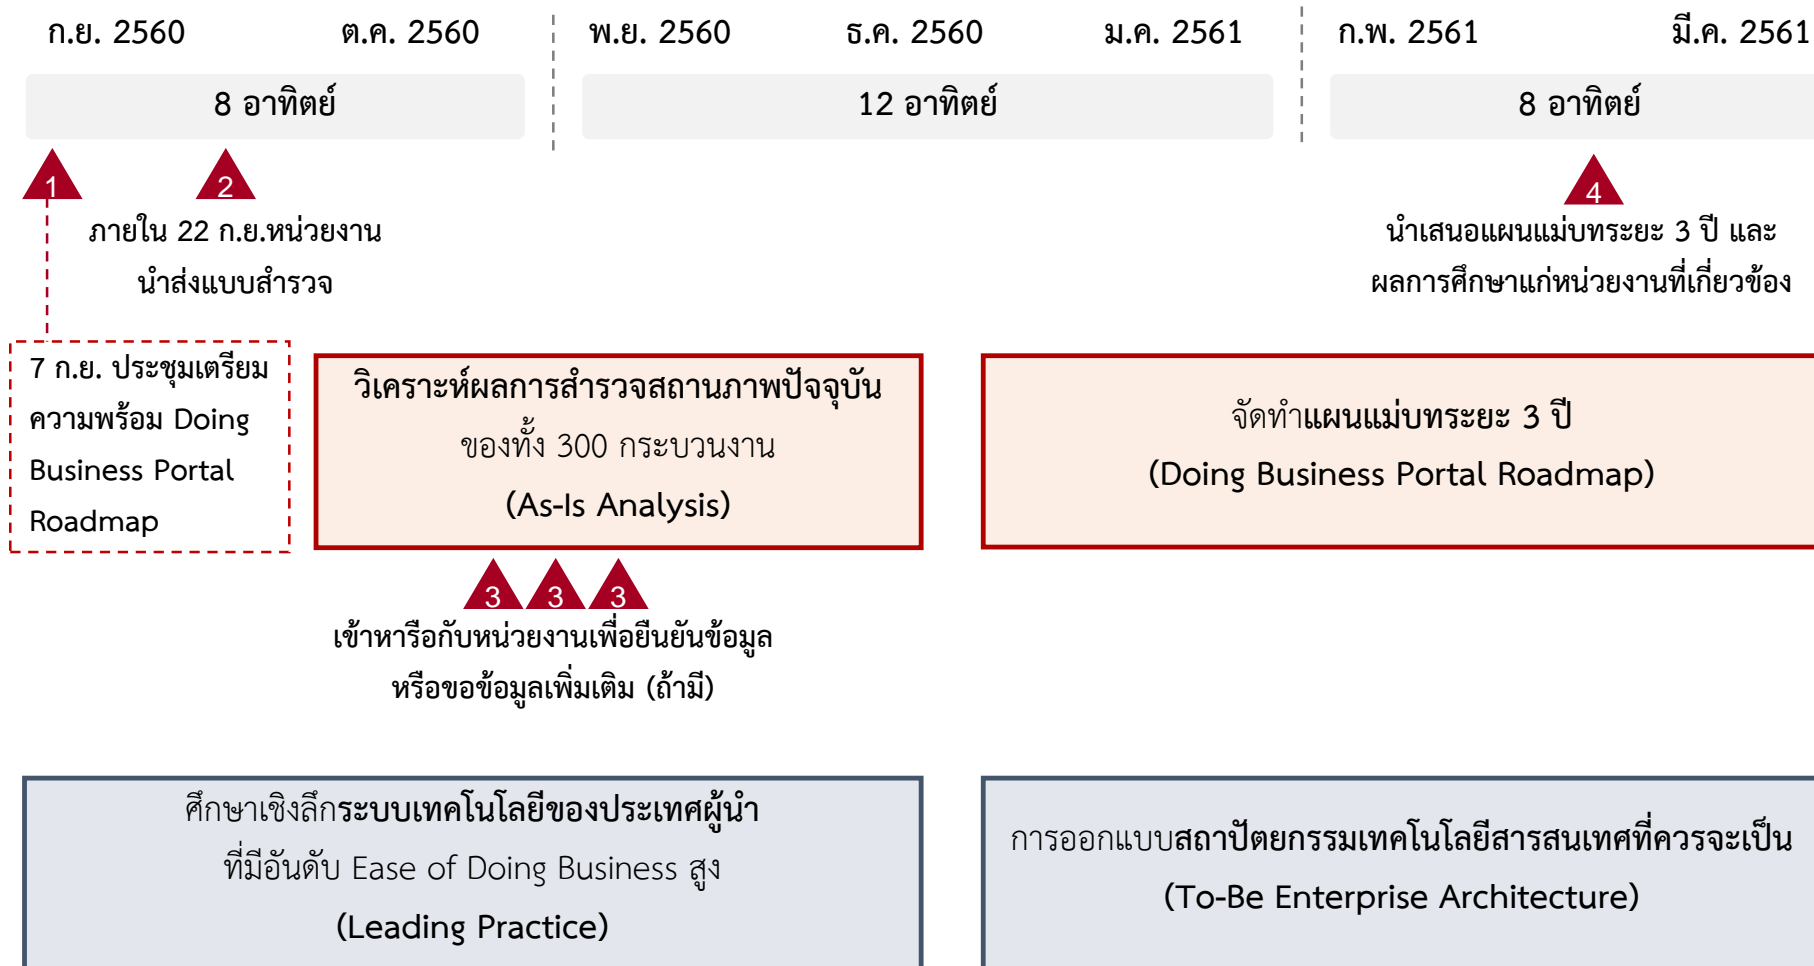 ก.ย. 2560 ต.ค. 2560 พ.ย. 2560 ธ.ค. 2560 ม.ค. 2561 ก.พ. 2561 มี.ค. 2561
8 อาทิตย์ 12 อาทิตย์ 8 อาทิตย์
1 2 4
ภายใน 22 ก.ย.หน่วยงาน
นำส่งแบบสำรวจ
นำเสนอแผนแม่บทระยะ 3 ปี และ
ผลการศึกษาแก่หน่วยงานที่เกี่ยวข้อง
7 ก.ย. ประชุมเตรียม
ความพร้อม Doing
Business Portal
Roadmap
วิเคราะห์ผลการสำรวจสถานภาพปัจจุบัน
ของทั้ง 300 กระบวนงาน
(As-Is Analysis)
จัดทำแผนแม่บทระยะ 3 ปี
(Doing Business Portal Roadmap)
3 3 3
เข้าหารือกับหน่วยงานเพื่อยืนยันข้อมูล
หรือขอข้อมูลเพิ่มเติม (ถ้ามี)
ศึกษาเชิงลึกระบบเทคโนโลยีของประเทศผู้นำ
ที่มีอันดับ Ease of Doing Business สูง
(Leading Practice)
การออกแบบสถาปัตยกรรมเทคโนโลยีสารสนเทศที่ควรจะเป็น
(To-Be Enterprise Architecture)